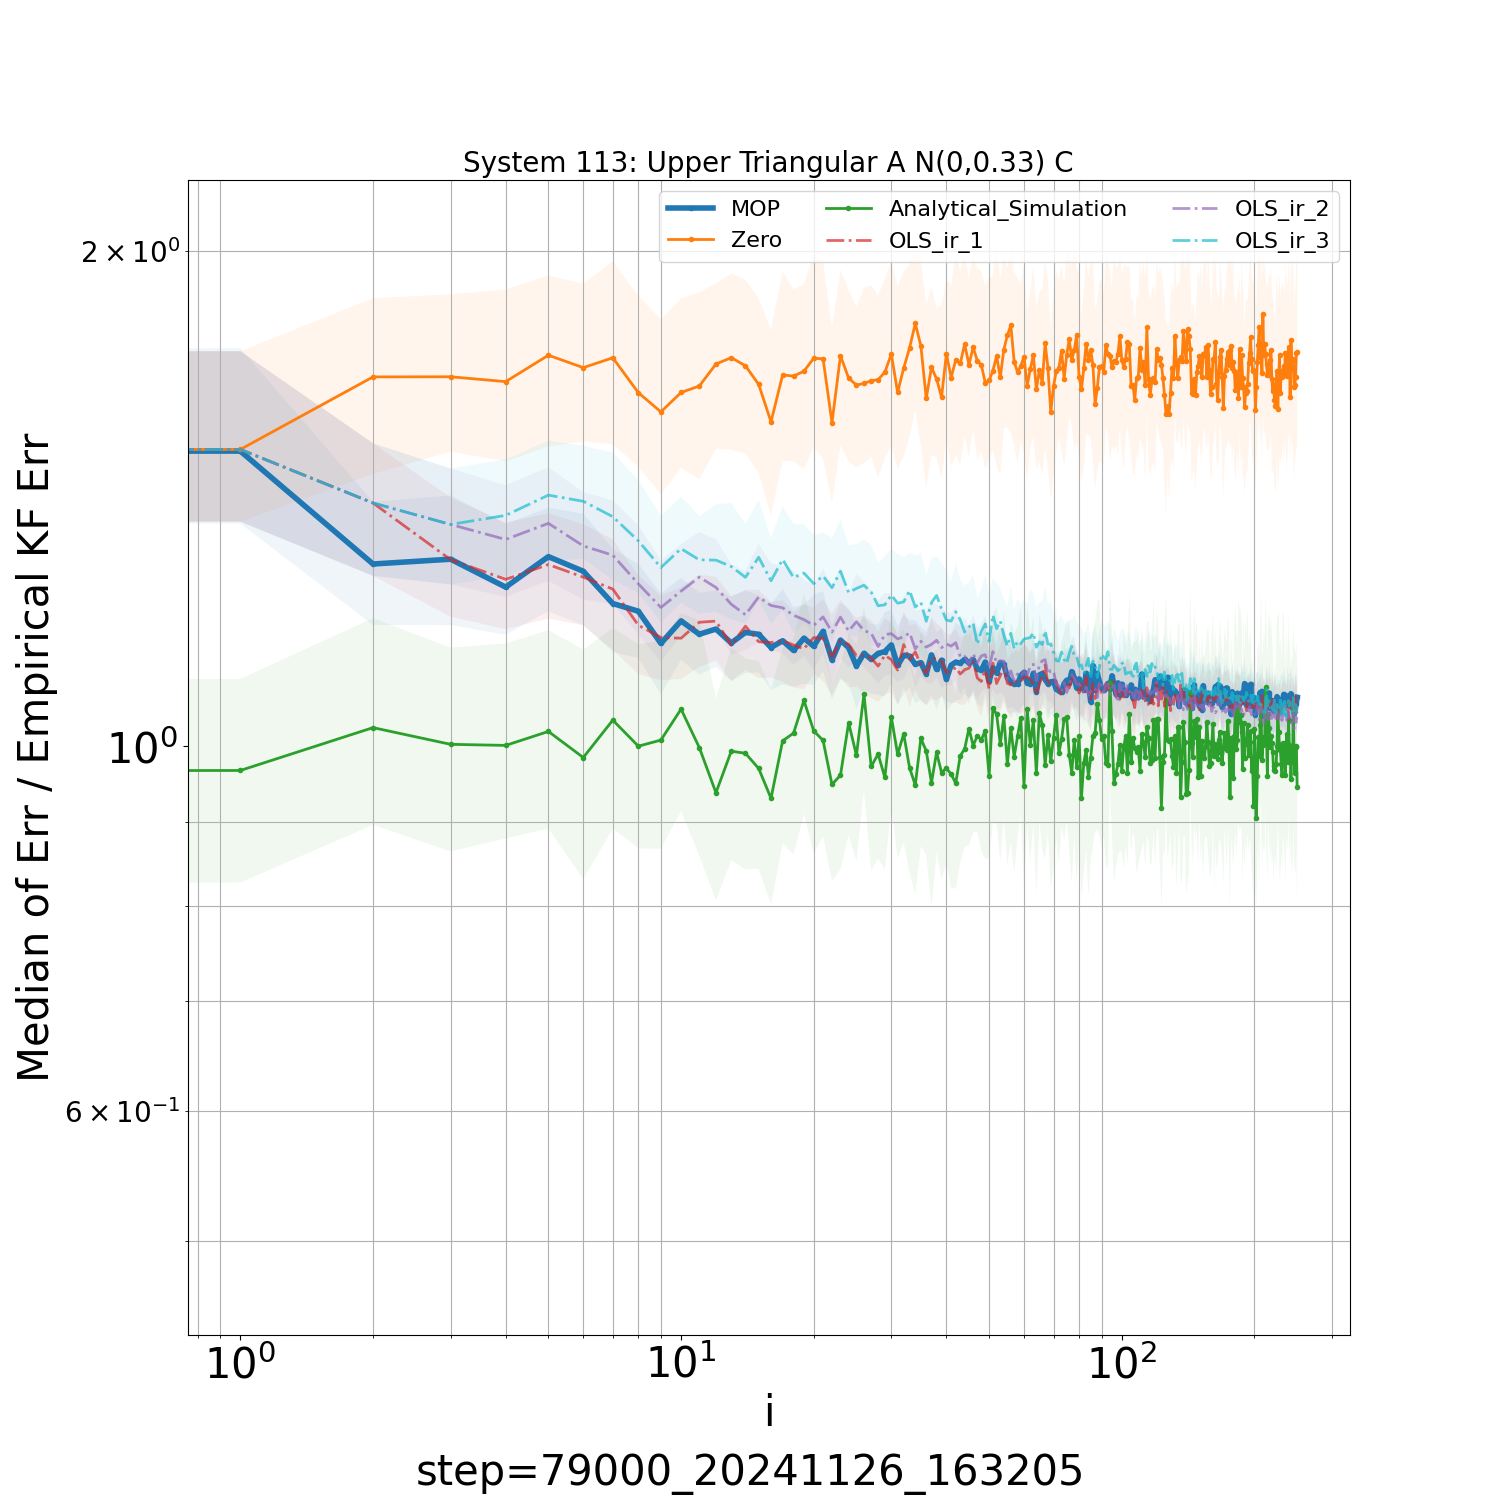 System 113: Upper Triangular A N(0,0.33) C
MOP
Zero
Analytical_Simulation
OLS_ir_1
OLS_ir_2
OLS_ir_3
Median of Err / Empirical KF Err
2 × 10⁰
10⁰
6 × 10⁻¹
10⁰ 10¹ 10²
i
step=79000_20241126_163205